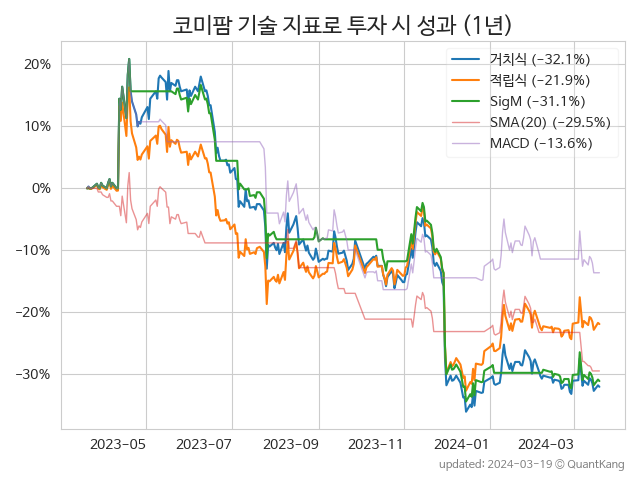 코미팜 기술 지표로 투자 시 성과 (1년)
거치식 (−32.1%)
적립식 (−21.9%)
SigM (−31.1%)
SMA(20) (−29.5%)
MACD (−13.6%)
20%
10%
0%
−10%
−20%
−30%
2023-05 2023-07 2023-09 2023-11 2024-01 2024-03
updated: 2024-03-19 © QuantKang